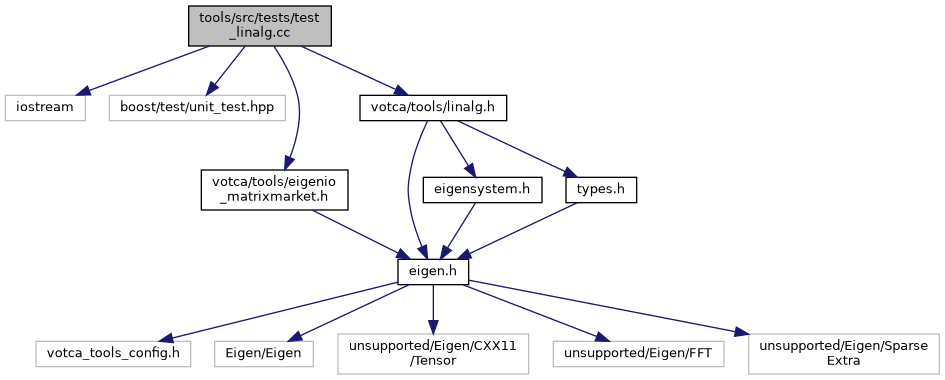 tools/src/tests/test
_linalg.cc
iostream
boost/test/unit_test.hpp
votca/tools/linalg.h
votca/tools/eigenio
_matrixmarket.h
eigensystem.h
types.h
eigen.h
votca_tools_config.h
Eigen/Eigen
unsupported/Eigen/CXX11
/Tensor
unsupported/Eigen/FFT
unsupported/Eigen/Sparse
Extra